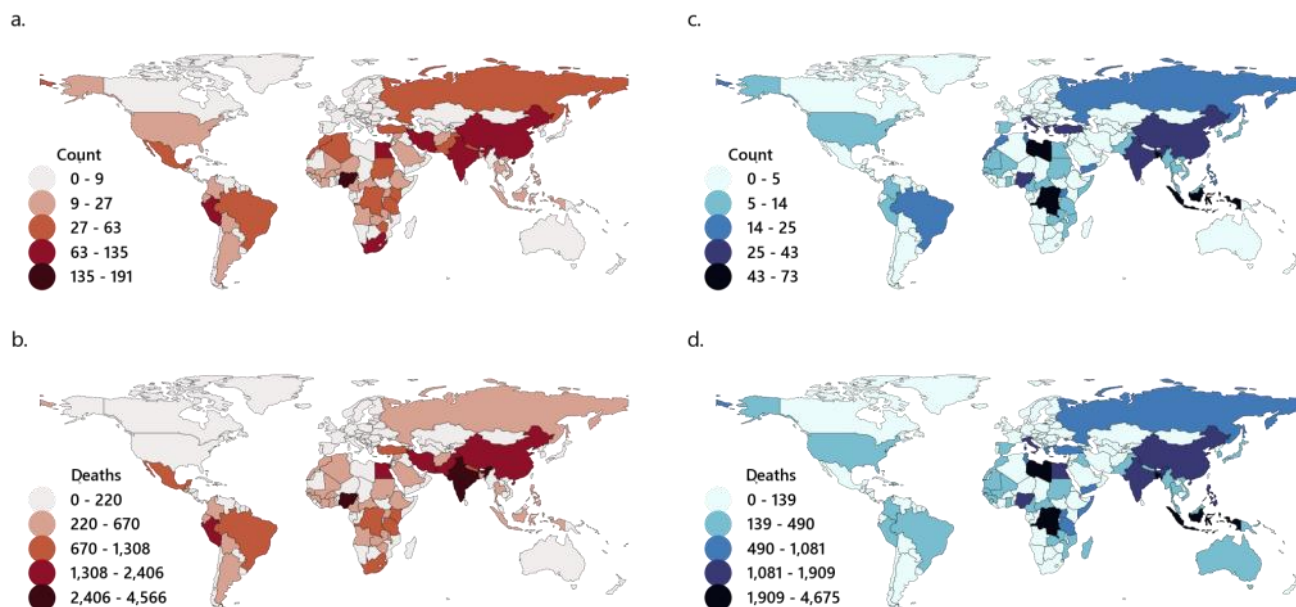 a.
Count
0 - 9
9 - 27
27 - 63
63 - 135
135 - 191
b.
Deaths
0 - 220
220 - 670
670 - 1,308
1,308 - 2,406
2,406 - 4,566
c.
Count
0 - 5
5 - 14
14 - 25
25 - 43
43 - 73
d.
Deaths
0 - 139
139 - 490
490 - 1,081
1,081 - 1,909
1,909 - 4,675